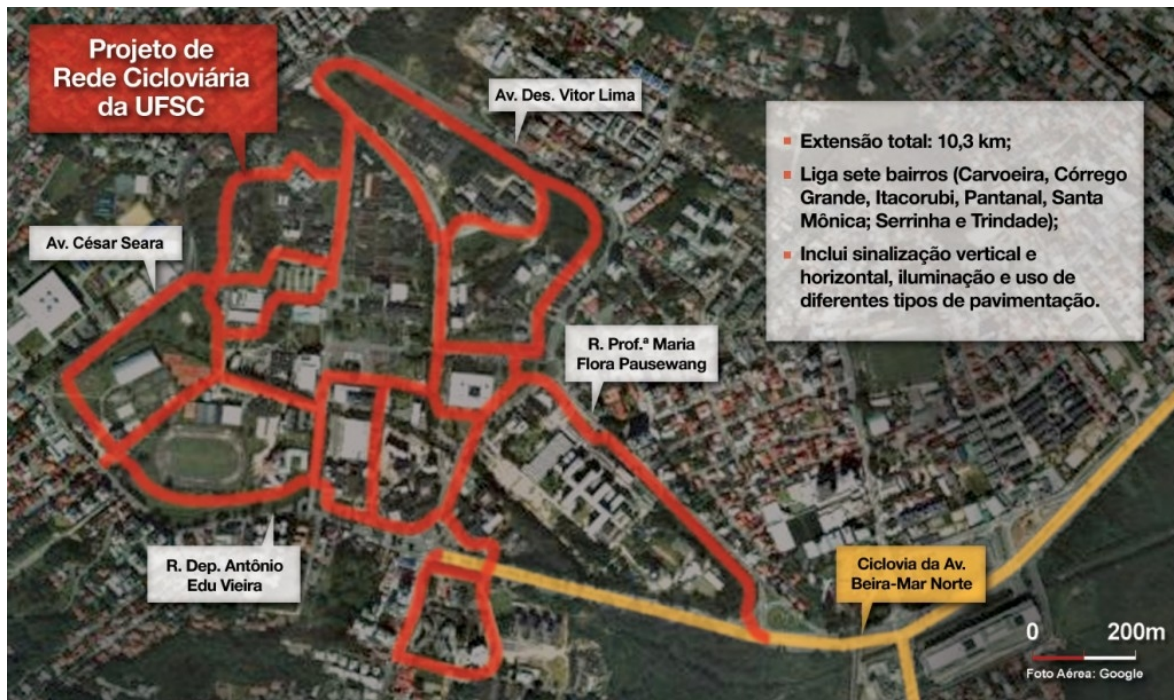 Projeto de
Rede Cicloviária
da UFSC
Av. Des. Vitor Lima
Extensão total: 10,3 km;
Liga sete bairros (Carvoeira, Córrego
Grande, Itacorubi, Pantanal, Santa
Mônica; Serrinha e Trindade);
Inclui sinalização vertical e
horizontal, iluminação e uso de
diferentes tipos de pavimentação.
Av. César Seara
R. Prof.ª Maria
Flora Pausewang
R. Dep. Antônio
Edu Vieira
Ciclovia da Av.
Beira-Mar Norte
0 200m
Foto Aérea: Google